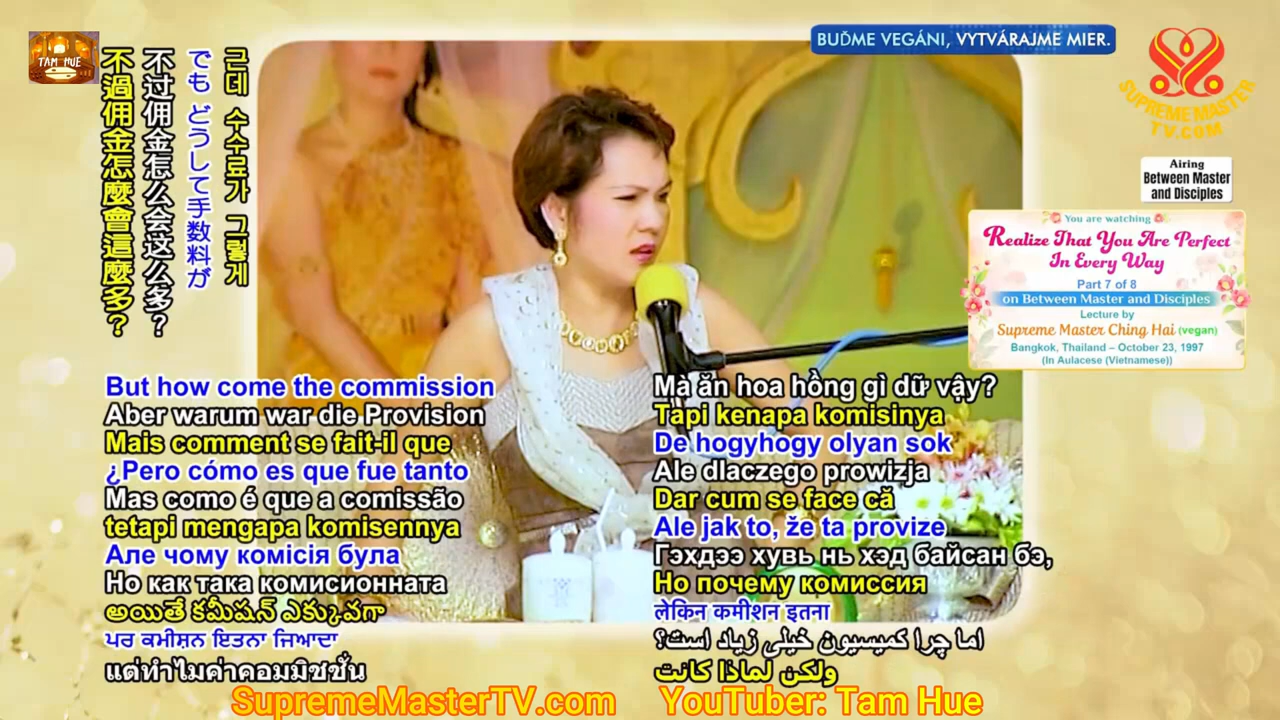 TAM HUE
BUĎME VEGÁNI, VYTVÁRAJME MIER.
SUPREME MASTER
TV.COM
Airing
Between Master
and Disciples
You are watching
Realize That You Are Perfect
In Every Way
Part 7 of 8
on Between Master and Disciples
Lecture by
Supreme Master Ching Hai (vegan)
Bangkok, Thailand – October 23, 1997
(In Aulacese (Vietnamese))
근데 수수료가 그렇게
でも どうして手数料が
不过佣金怎么会这么多？
不過佣金怎麼會這麼多？
But how come the commission
Aber warum war die Provision
Mais comment se fait-il que
¿Pero cómo es que fue tanto
Mas como é que a comissão
tetapi mengapa komisennya
Але чому комісія була
Но как така комисионната
అయితే కమీషన్ ఎక్కువగా
ਪਰ ਕਮੀਸ਼ਨ ਇਤਨਾ ਜਿਆਦਾ
แต่ทำไมค่าคอมมิชชั่น
Mà ăn hoa hồng gì dữ vậy?
Tapi kenapa komisinya
De hogyhogy olyan sok
Ale dlaczego prowizja
Dar cum se face că
Ale jak to, že ta provize
Гэхдээ хувь нь хэд байсан бэ,
Но почему комиссия
लेकिन कमीशन इतना
اما چرا کمیسیون خیلی زیاد است؟
ولكن لماذا كانت
SupremeMasterTV.com YouTuber: Tam Hue